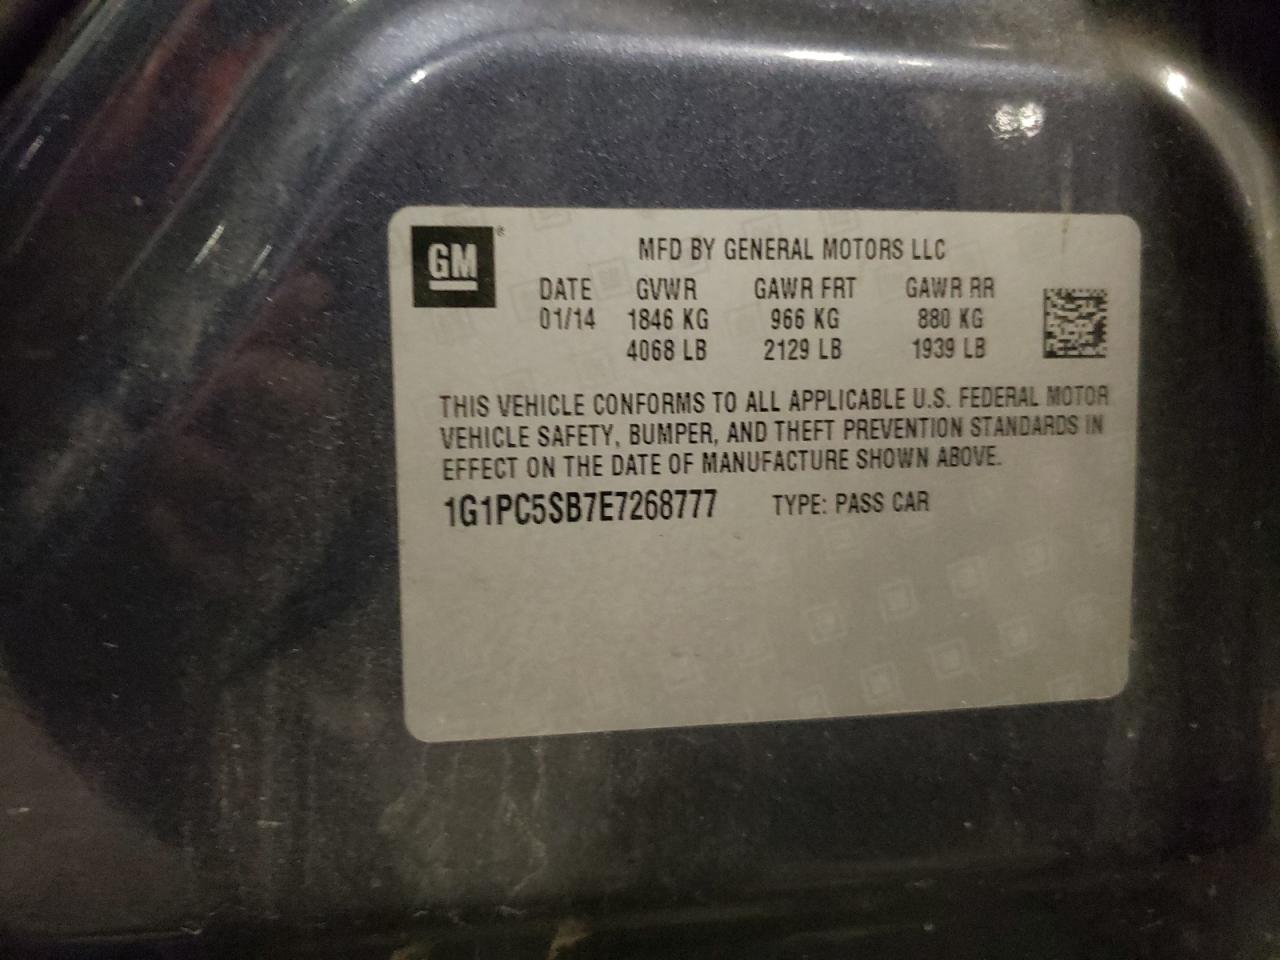 GM®
MFD BY GENERAL MOTORS LLC
DATE GVWR GAWR FRT GAWR RR
01/14 1846 KG 966 KG 880 KG
4068 LB 2129 LB 1939 LB
THIS VEHICLE CONFORMS TO ALL APPLICABLE U.S. FEDERAL MOTOR
VEHICLE SAFETY, BUMPER, AND THEFT PREVENTION STANDARDS IN
EFFECT ON THE DATE OF MANUFACTURE SHOWN ABOVE.
1G1PC5SB7E7268777 TYPE: PASS CAR